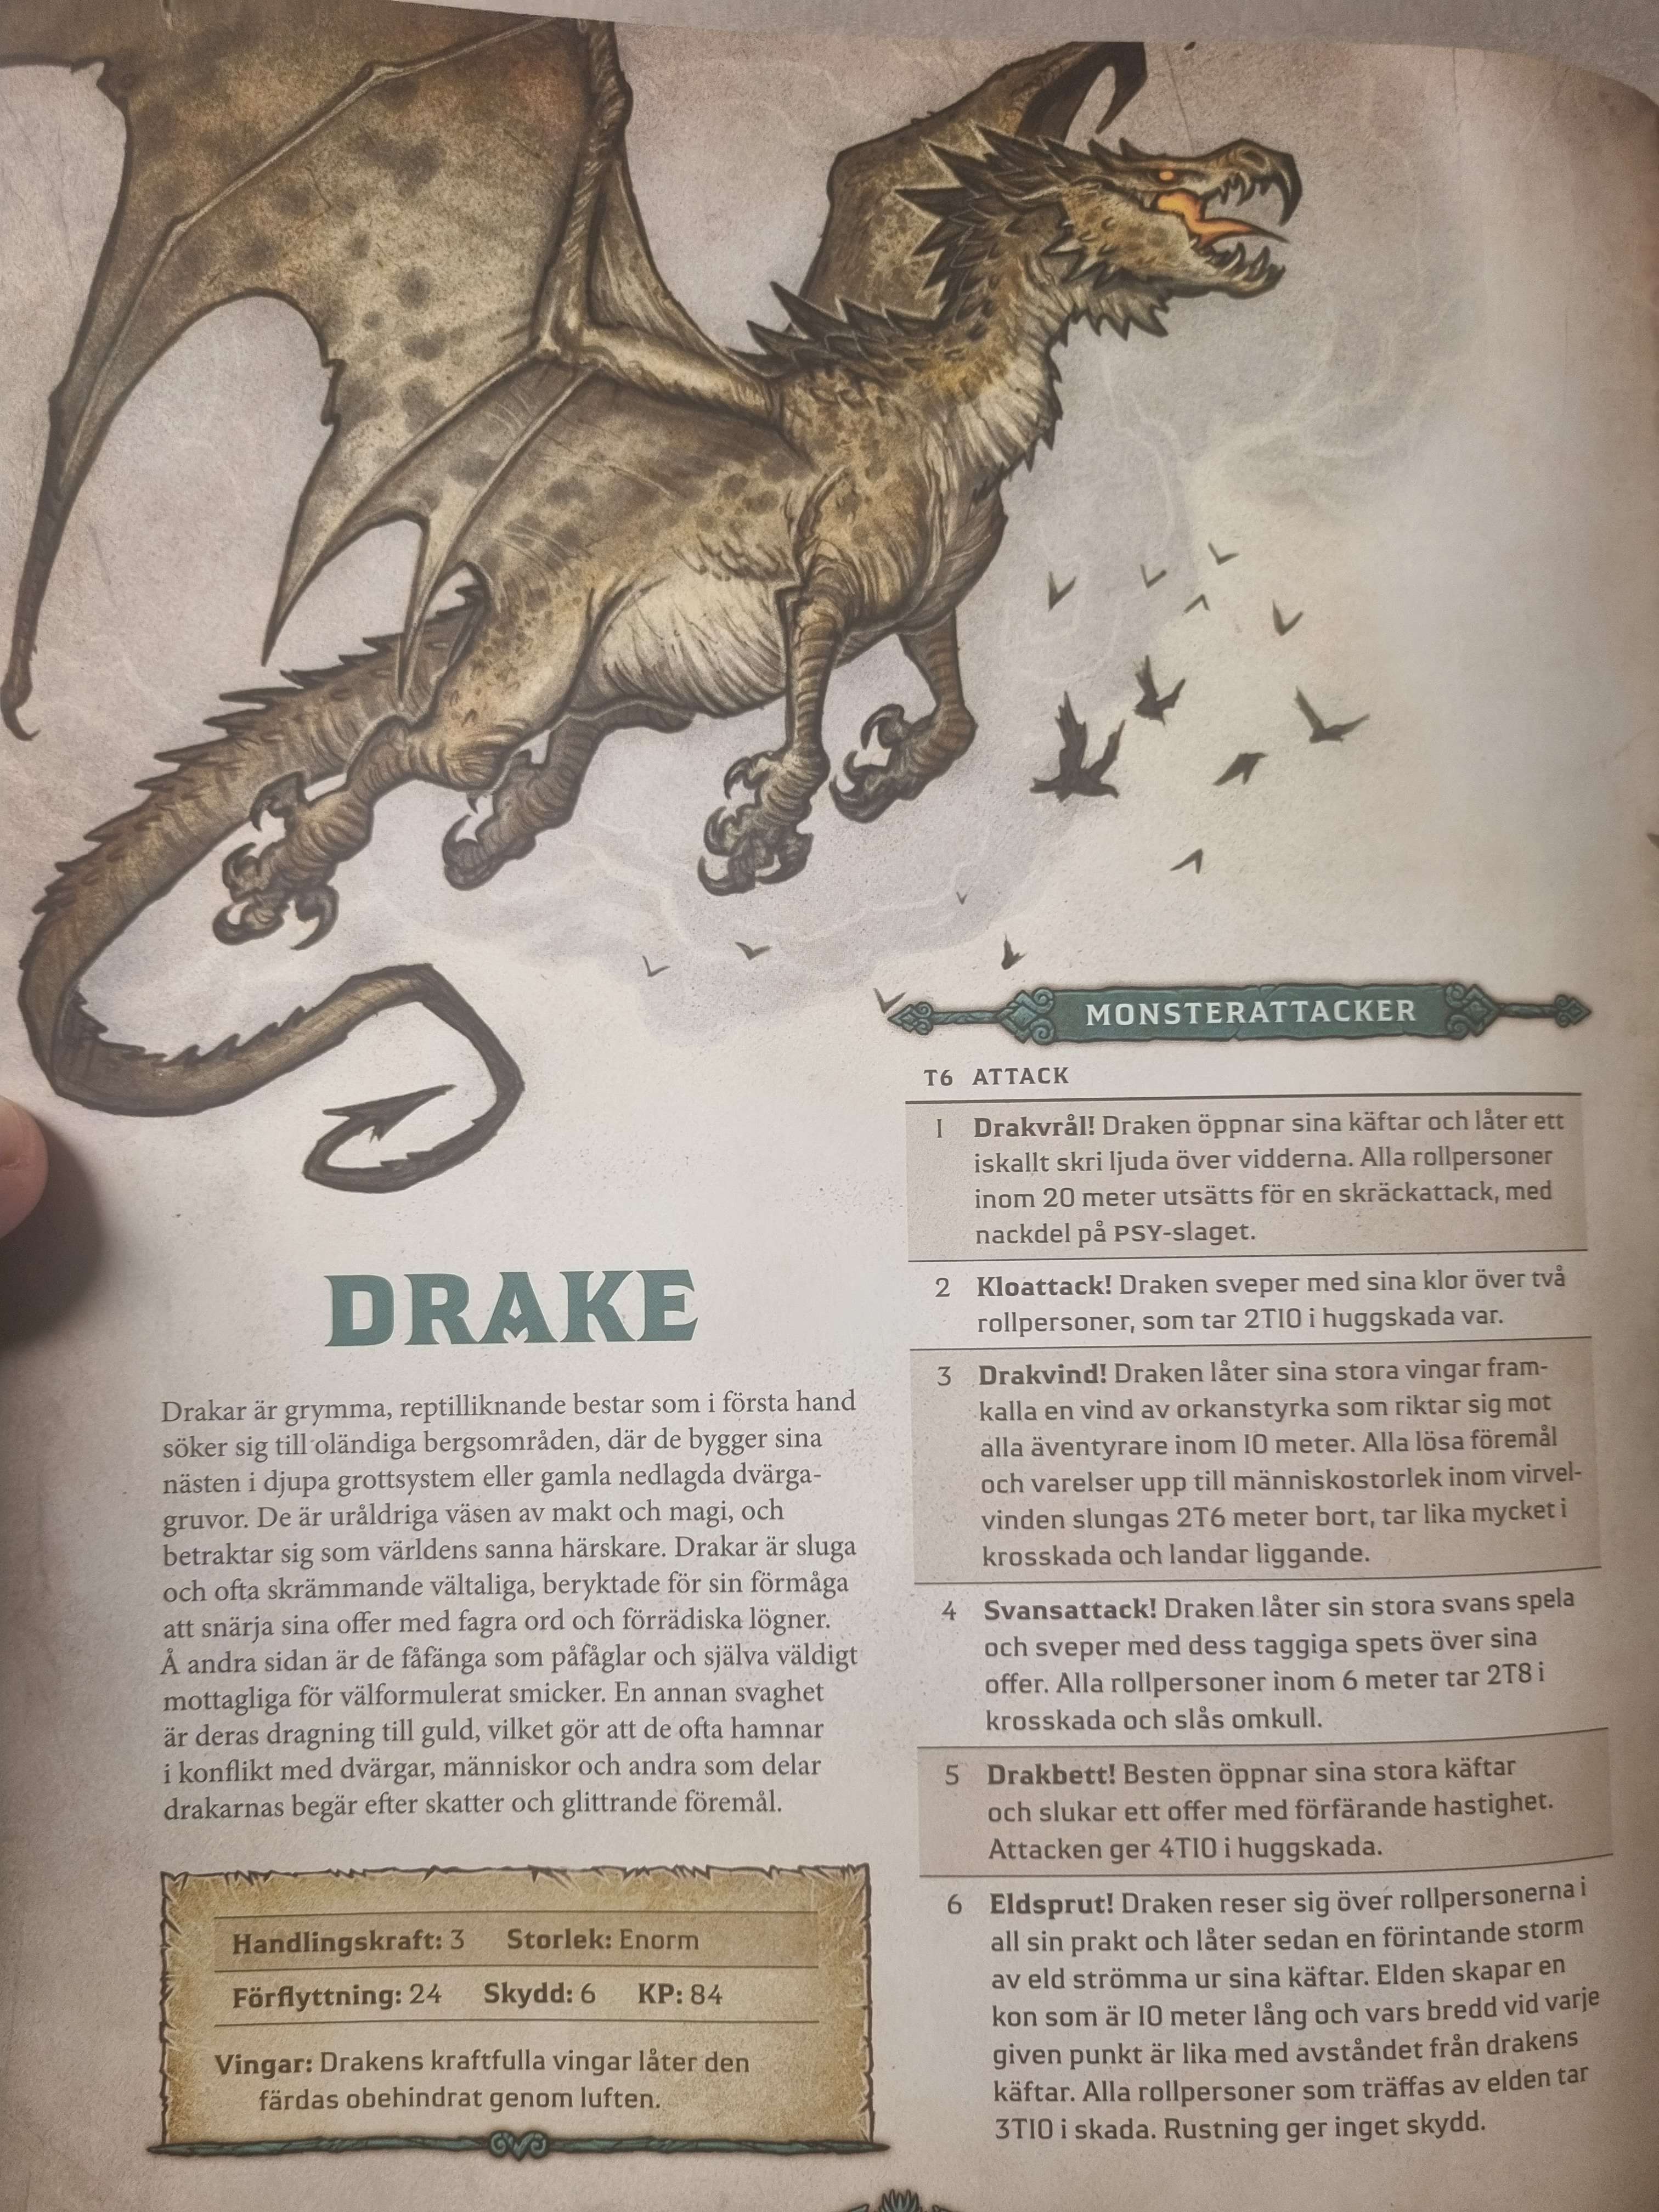 DRAKE
Drakar är grymma, reptilliknande bestar som i första hand
söker sig till oländiga bergsområden, där de bygger sina
nästen i djupa grottsystem eller gamla nedlagda dvärga-
gruvor. De är uråldriga väsen av makt och magi, och
betraktar sig som världens sanna härskare. Drakar är sluga
och ofta skrämmande vältaliga, beryktade för sin förmåga
att snärja sina offer med fagra ord och förrädiska lögner.
Å andra sidan är de fåfänga som påfåglar och själva väldigt
mottagliga för välformulerat smicker. En annan svaghet
är deras dragning till guld, vilket gör att de ofta hamnar
i konflikt med dvärgar, människor och andra som delar
drakarnas begär efter skatter och glittrande föremål.
Handlingskraft: 3 Storlek: Enorm
Förflyttning: 24 Skydd: 6 KP: 84
Vingar: Drakens kraftfulla vingar låter den
färdas obehindrat genom luften.
MONSTERATTACKER
T6 ATTACK
1 Drakvrål! Draken öppnar sina käftar och låter ett
iskallt skri ljuda över vidderna. Alla rollpersoner
inom 20 meter utsätts för en skräckattack, med
nackdel på PSY-slaget.
2 Kloattack! Draken sveper med sina klor över två
rollpersoner, som tar 2T10 i huggskada var.
3 Drakvind! Draken låter sina stora vingar fram-
kalla en vind av orkanstyrka som riktar sig mot
alla äventyrare inom 10 meter. Alla lösa föremål
och varelser upp till människostorlek inom virvel-
vinden slungas 2T6 meter bort, tar lika mycket i
krosskada och landar liggande.
4 Svansattack! Draken låter sin stora svans spela
och sveper med dess taggiga spets över sina
offer. Alla rollpersoner inom 6 meter tar 2T8 i
krosskada och slås omkull.
5 Drakbett! Besten öppnar sina stora käftar
och slukar ett offer med förfärande hastighet.
Attacken ger 4T10 i huggskada.
6 Eldsprut! Draken reser sig över rollpersonerna i
all sin prakt och låter sedan en förintande storm
av eld strömma ur sina käftar. Elden skapar en
kon som är 10 meter lång och vars bredd vid varje
given punkt är lika med avståndet från drakens
käftar. Alla rollpersoner som träffas av elden tar
3T10 i skada. Rustning ger inget skydd.